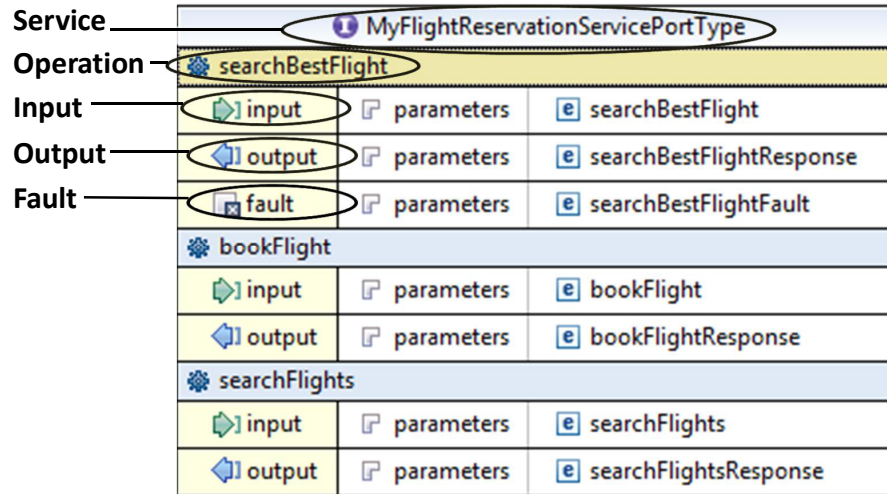 Service MyFlightReservationServicePortType
Operation searchBestFlight
Input input parameters searchBestFlight
Output output parameters searchBestFlightResponse
Fault fault parameters searchBestFlightFault
bookFlight
input parameters bookFlight
output parameters bookFlightResponse
searchFlights
input parameters searchFlights
output parameters searchFlightsResponse